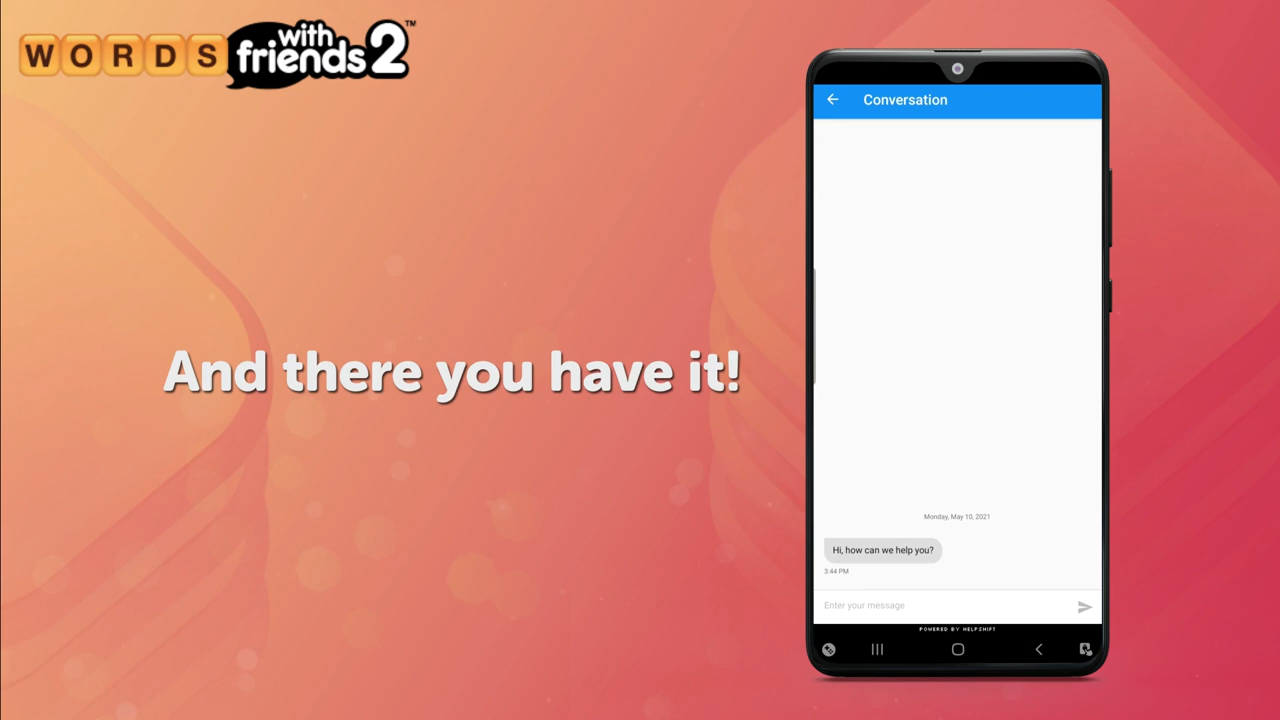 WORDS with friends 2™
Conversation
And there you have it!
Monday, May 10, 2021
Hi, how can we help you?
3:44 PM
Enter your message
POWERED BY HELPSHIFT